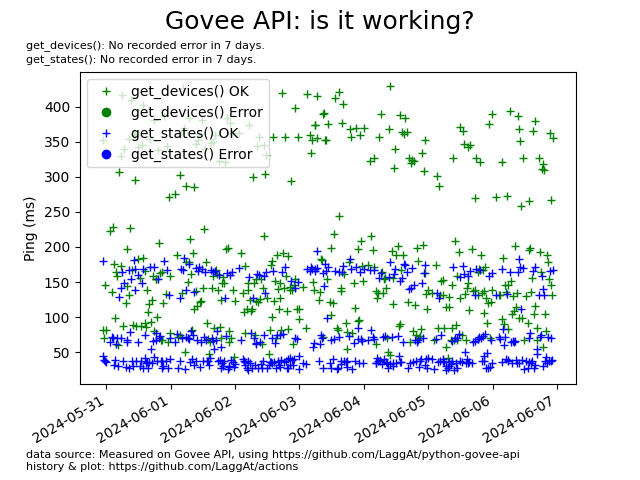 Govee API: is it working?
get_devices(): No recorded error in 7 days.
get_states(): No recorded error in 7 days.
get_devices() OK
get_devices() Error
get_states() OK
get_states() Error
Ping (ms)
400
350
300
250
200
150
100
50
2024-05-31
2024-06-01
2024-06-02
2024-06-03
2024-06-04
2024-06-05
2024-06-06
2024-06-07
data source: Measured on Govee API, using https://github.com/LaggAt/python-govee-api
history & plot: https://github.com/LaggAt/actions